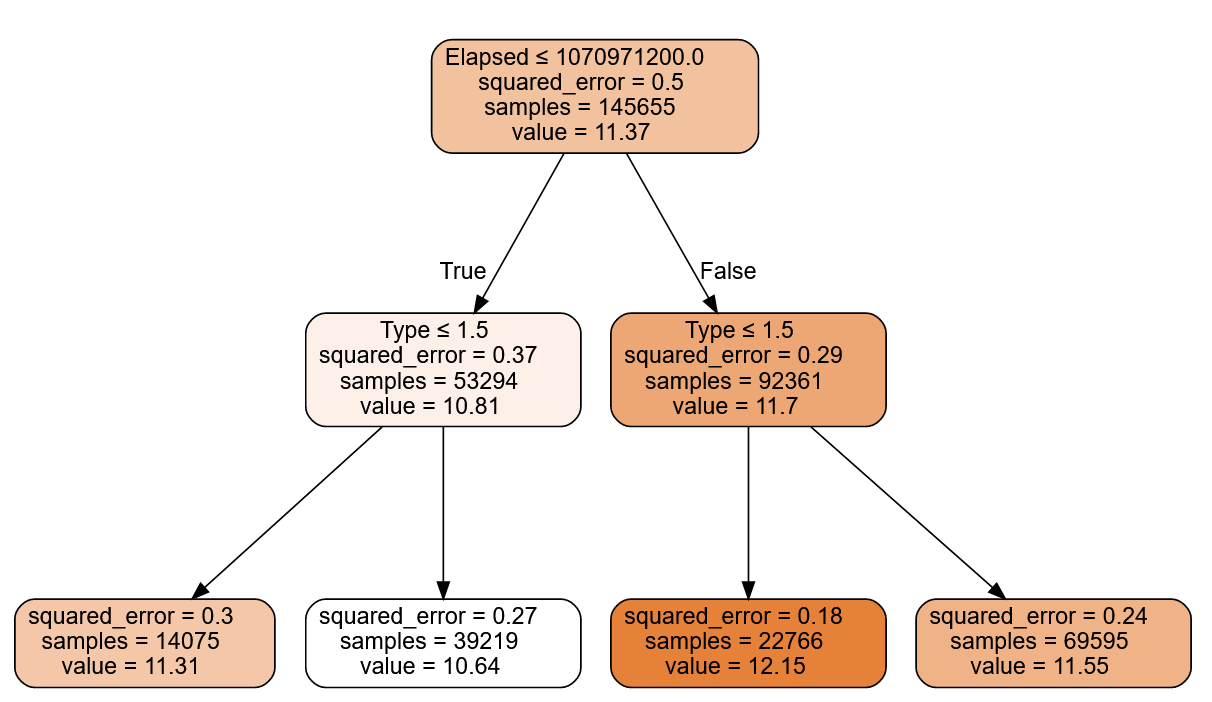 Elapsed ≤ 1070971200.0
squared_error = 0.5
samples = 145655
value = 11.37
True
False
Type ≤ 1.5
squared_error = 0.37
samples = 53294
value = 10.81
Type ≤ 1.5
squared_error = 0.29
samples = 92361
value = 11.7
squared_error = 0.3
samples = 14075
value = 11.31
squared_error = 0.27
samples = 39219
value = 10.64
squared_error = 0.18
samples = 22766
value = 12.15
squared_error = 0.24
samples = 69595
value = 11.55